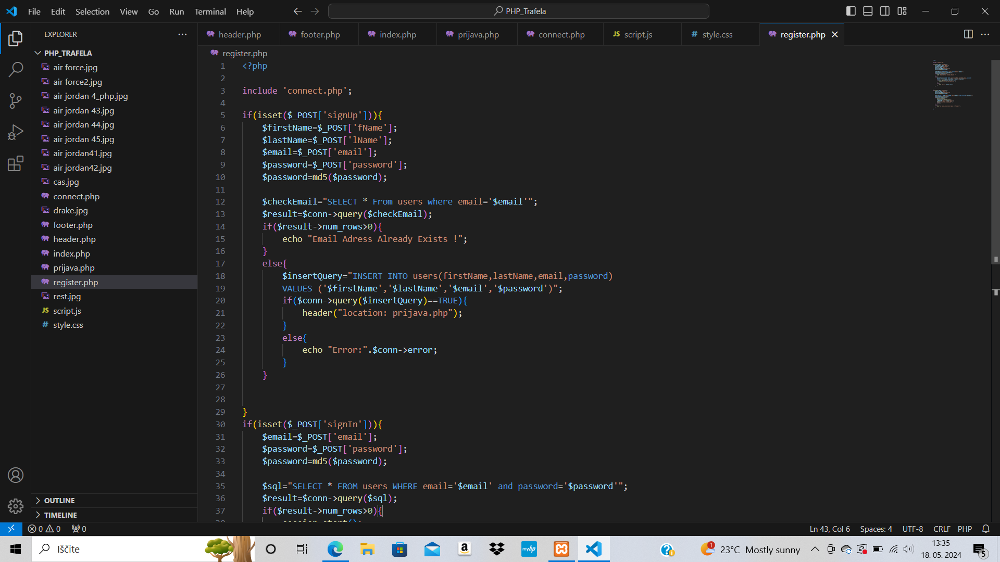 File Edit Selection View Go Run Terminal Help
PHP_Trafela
EXPLORER
header.php footer.php index.php prijava.php connect.php JS script.js # style.css register.php
PHP_TRAFELA
air force.jpg
air force2.jpg
air jordan 4_php.jpg
air jordan 43.jpg
air jordan 44.jpg
air jordan 45.jpg
air jordan41.jpg
air jordan42.jpg
cas.jpg
connect.php
drake.jpg
footer.php
header.php
index.php
prijava.php
register.php
rest.jpg
JS script.js
# style.css
OUTLINE
TIMELINE
register.php
1 <?php
2
3 include 'connect.php';
4
5 if(isset($_POST['signUp'])){
6     $firstName=$_POST['fName'];
7     $lastName=$_POST['lName'];
8     $email=$_POST['email'];
9     $password=$_POST['password'];
10     $password=md5($password);
11
12     $checkEmail="SELECT * From users where email='$email'";
13     $result=$conn->query($checkEmail);
14     if($result->num_rows>0){
15         echo "Email Adress Already Exists !";
16     }
17     else{
18         $insertQuery="INSERT INTO users(firstName,lastName,email,password)
19         VALUES ('$firstName','$lastName','$email','$password')";
20         if($conn->query($insertQuery)==TRUE){
21             header("location: prijava.php");
22         }
23         else{
24             echo "Error:".$conn->error;
25         }
26     }
27
28
29 }
30 if(isset($_POST['signIn'])){
31     $email=$_POST['email'];
32     $password=$_POST['password'];
33     $password=md5($password);
34
35     $sql="SELECT * FROM users WHERE email='$email' and password='$password'";
36     $result=$conn->query($sql);
37     if($result->num_rows>0){
0 0 0
Ln 43, Col 6 Spaces: 4 UTF-8 CRLF PHP
Iščite
a
myhp
1
23°C Mostly sunny
13:35
18. 05. 2024
5